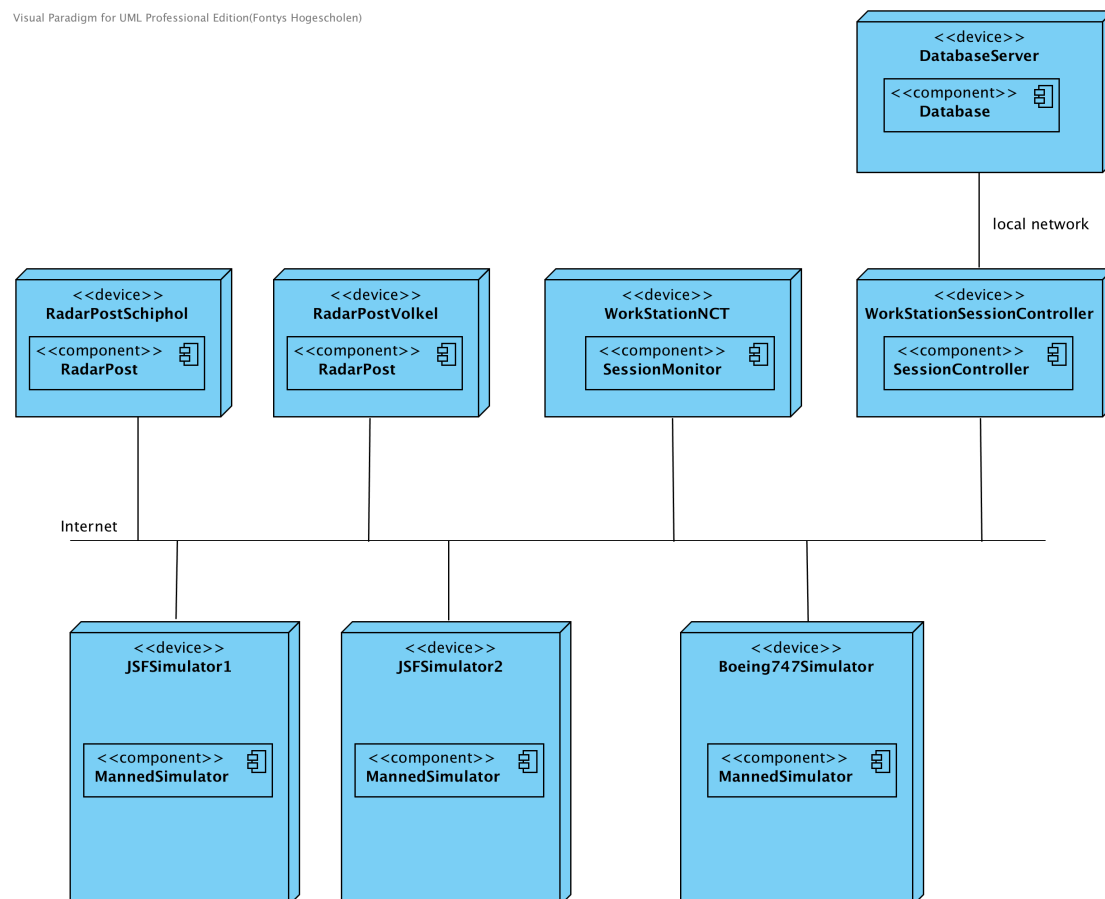 Visual Paradigm for UML Professional Edition(Fontys Hogescholen)
<<device>>
DatabaseServer
<<component>>
Database
local network
<<device>>
RadarPostSchiphol
<<component>>
RadarPost
<<device>>
RadarPostVolkel
<<component>>
RadarPost
<<device>>
WorkStationNCT
<<component>>
SessionMonitor
<<device>>
WorkStationSessionController
<<component>>
SessionController
Internet
<<device>>
JSFSimulator1
<<component>>
MannedSimulator
<<device>>
JSFSimulator2
<<component>>
MannedSimulator
<<device>>
Boeing747Simulator
<<component>>
MannedSimulator